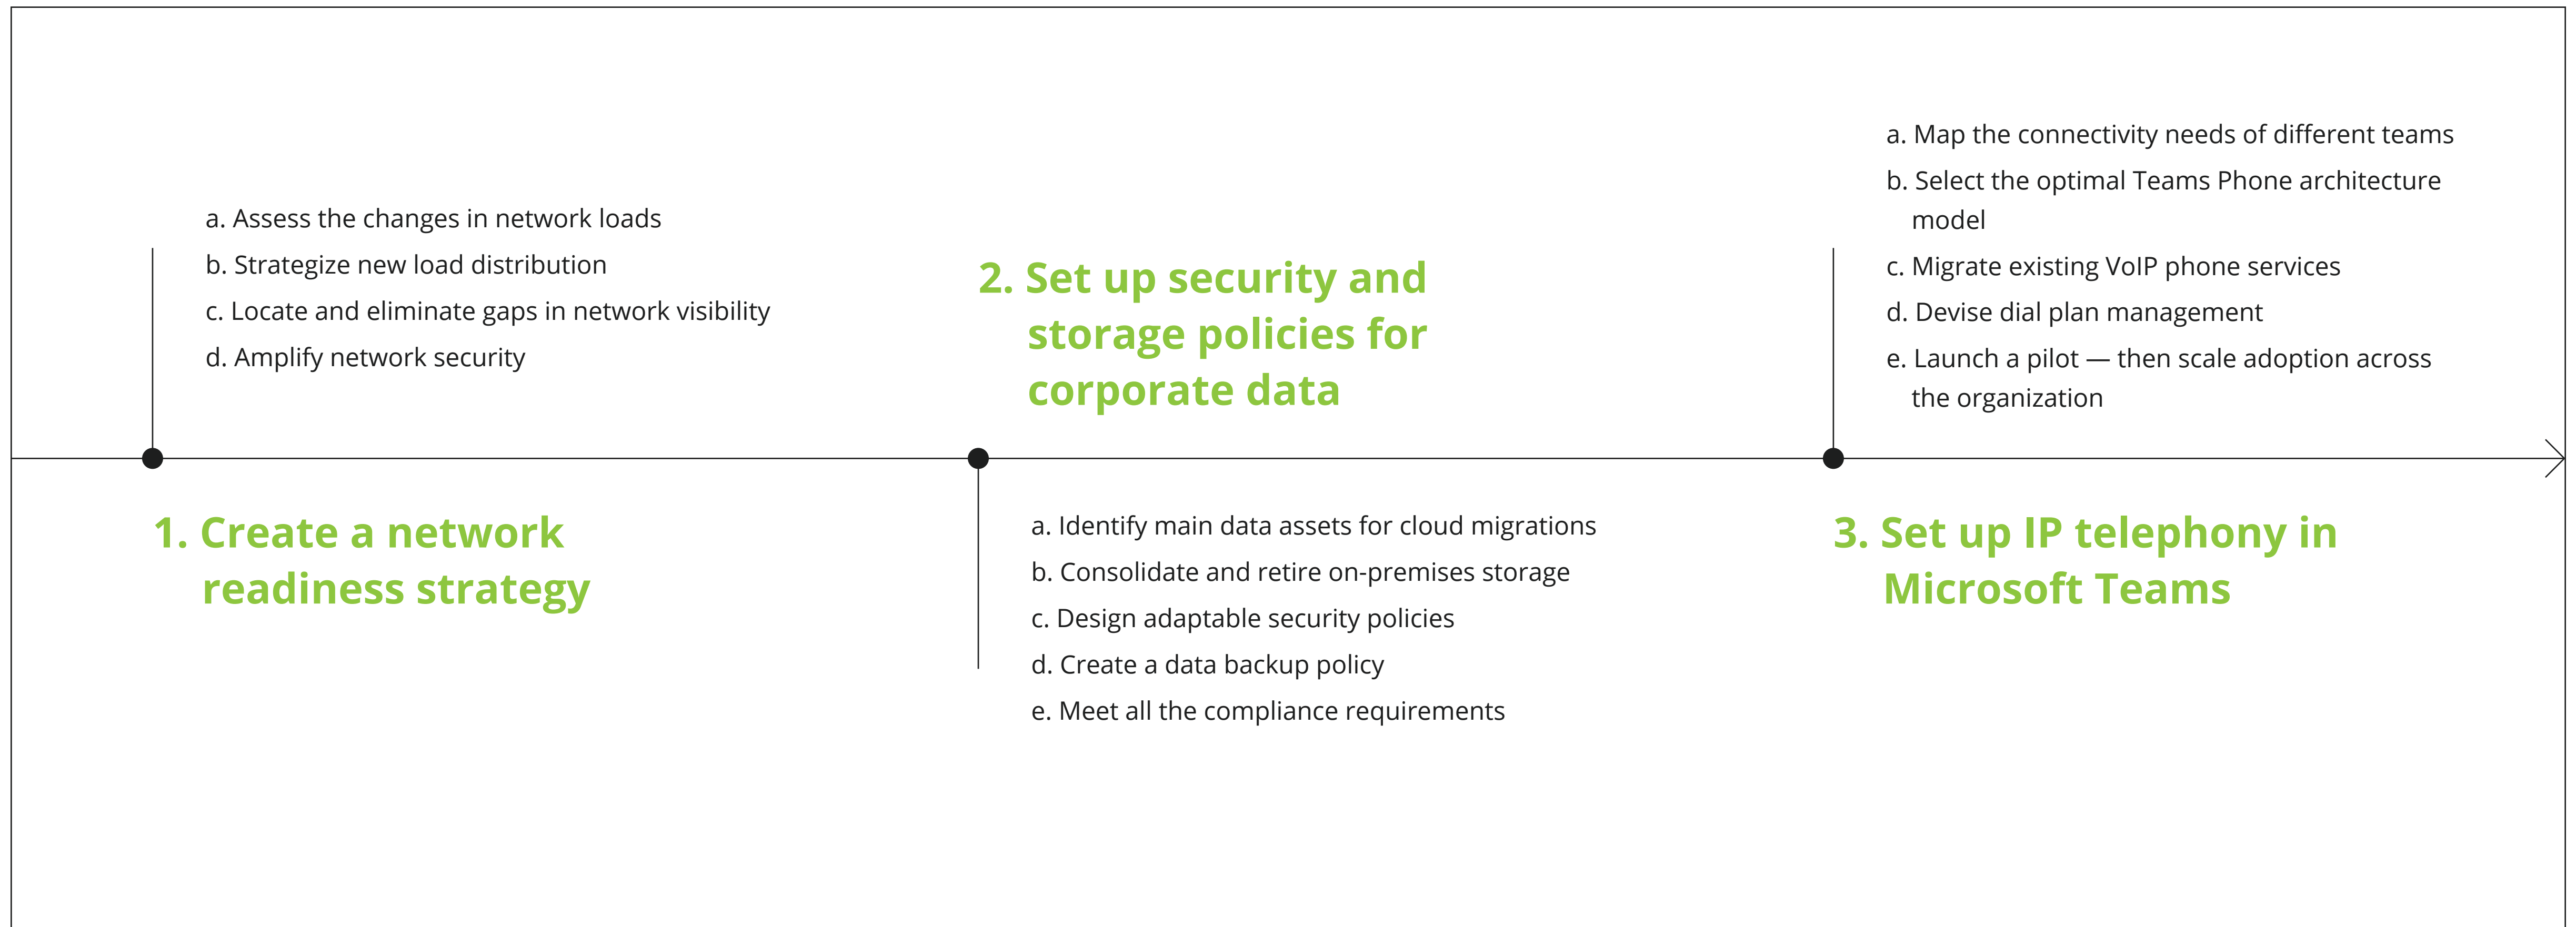 1. Create a network
readiness strategy
a. Assess the changes in network loads
b. Strategize new load distribution
c. Locate and eliminate gaps in network visibility
d. Amplify network security
2. Set up security and
storage policies for
corporate data
a. Identify main data assets for cloud migrations
b. Consolidate and retire on-premises storage
c. Design adaptable security policies
d. Create a data backup policy
e. Meet all the compliance requirements
3. Set up IP telephony in
Microsoft Teams
a. Map the connectivity needs of different teams
b. Select the optimal Teams Phone architecture
model
c. Migrate existing VoIP phone services
d. Devise dial plan management
e. Launch a pilot — then scale adoption across
the organization